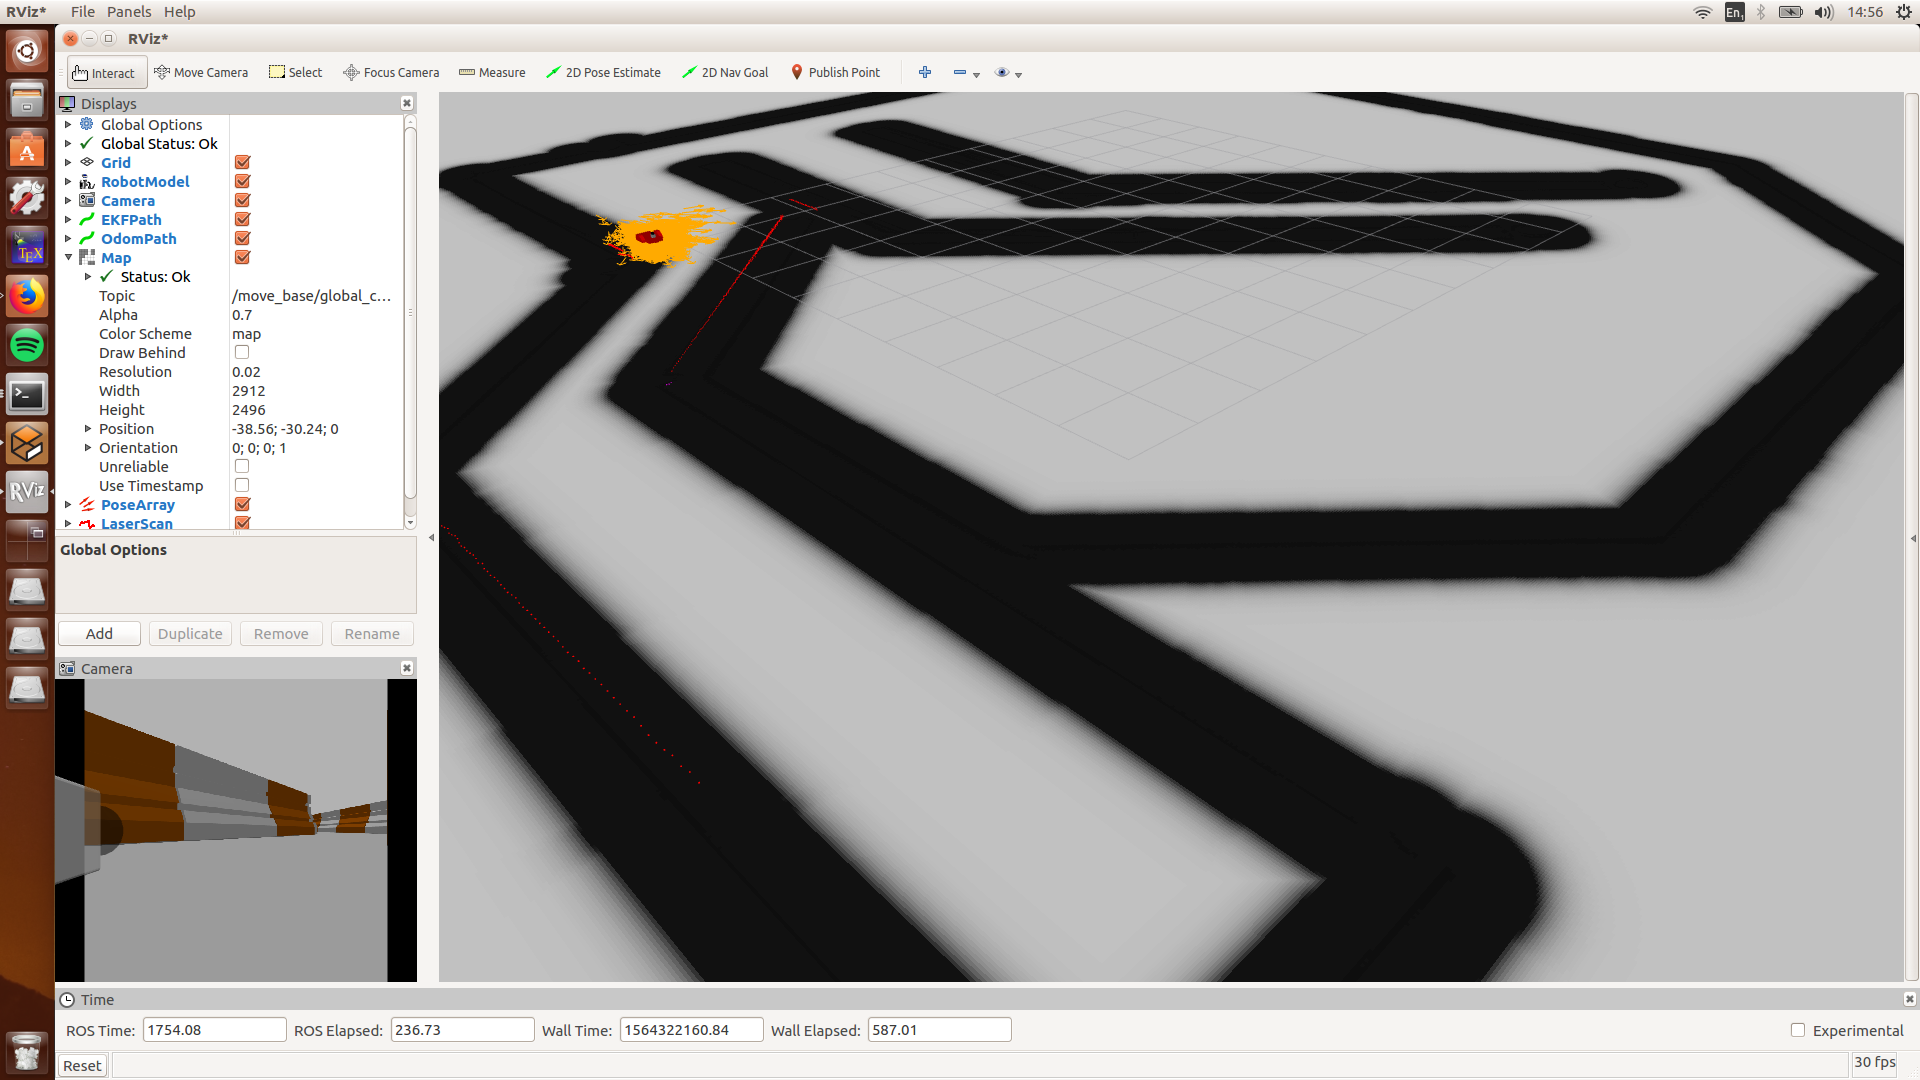 RViz* File Panels Help En1 14:56
RViz*
Interact Move Camera Select Focus Camera Measure 2D Pose Estimate 2D Nav Goal Publish Point
Displays
Global Options
Global Status: Ok
Grid
RobotModel
Camera
EKFPath
OdomPath
Map
Status: Ok
Topic /move_base/global_c...
Alpha 0.7
Color Scheme map
Draw Behind
Resolution 0.02
Width 2912
Height 2496
Position -38.56; -30.24; 0
Orientation 0; 0; 0; 1
Unreliable
Use Timestamp
PoseArray
LaserScan
Global Options
Add Duplicate Remove Rename
Camera
Time
ROS Time: 1754.08 ROS Elapsed: 236.73 Wall Time: 1564322160.84 Wall Elapsed: 587.01 Experimental
Reset 30 fps
TEX
RViz